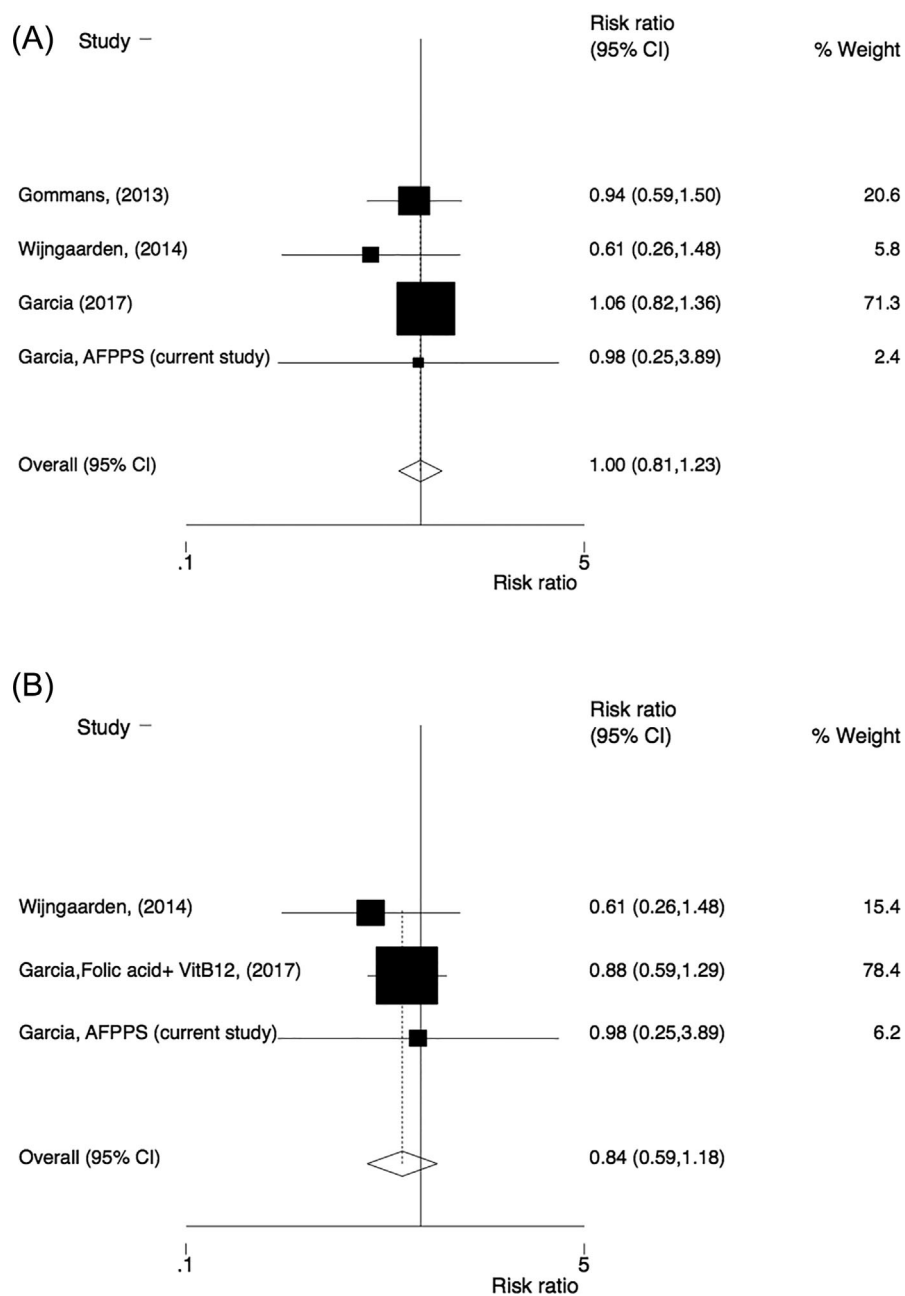 (A)
Study
Risk ratio
(95% CI)
% Weight
Gommans, (2013) 0.94 (0.59,1.50) 20.6
Wijngaarden, (2014) 0.61 (0.26,1.48) 5.8
Garcia (2017) 1.06 (0.82,1.36) 71.3
Garcia, AFPPS (current study) 0.98 (0.25,3.89) 2.4
Overall (95% CI) 1.00 (0.81,1.23)
.1 5
Risk ratio
(B)
Study
Risk ratio
(95% CI)
% Weight
Wijngaarden, (2014) 0.61 (0.26,1.48) 15.4
Garcia,Folic acid+ VitB12, (2017) 0.88 (0.59,1.29) 78.4
Garcia, AFPPS (current study) 0.98 (0.25,3.89) 6.2
Overall (95% CI) 0.84 (0.59,1.18)
.1 5
Risk ratio